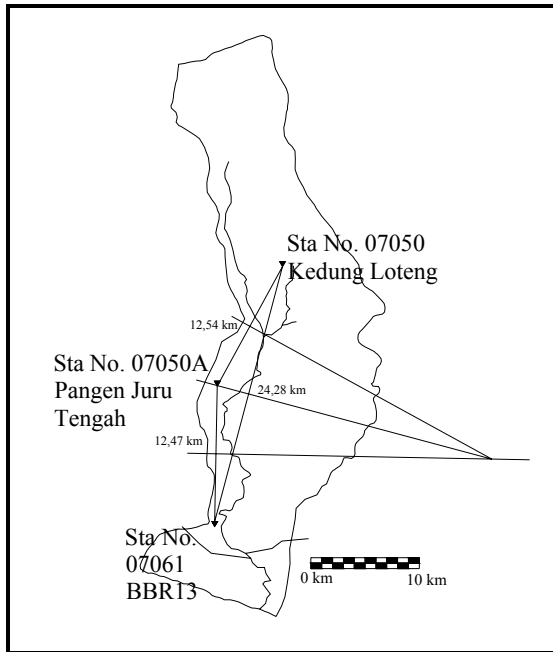 Sta No. 07050
Kedung Loteng
12,54 km
Sta No. 07050A
Pangen Juru
Tengah
24,28 km
12,47 km
Sta No.
07061
BBR13
0 km
10 km